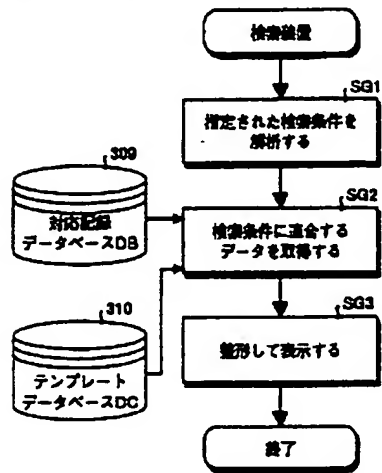 検索装置
SG1
指定された検索条件を
解析する
309
対応記録
データベースDB
SG2
検索条件に適合する
データを取得する
310
テンプレート
データベースDC
SG3
整形して表示する
終了